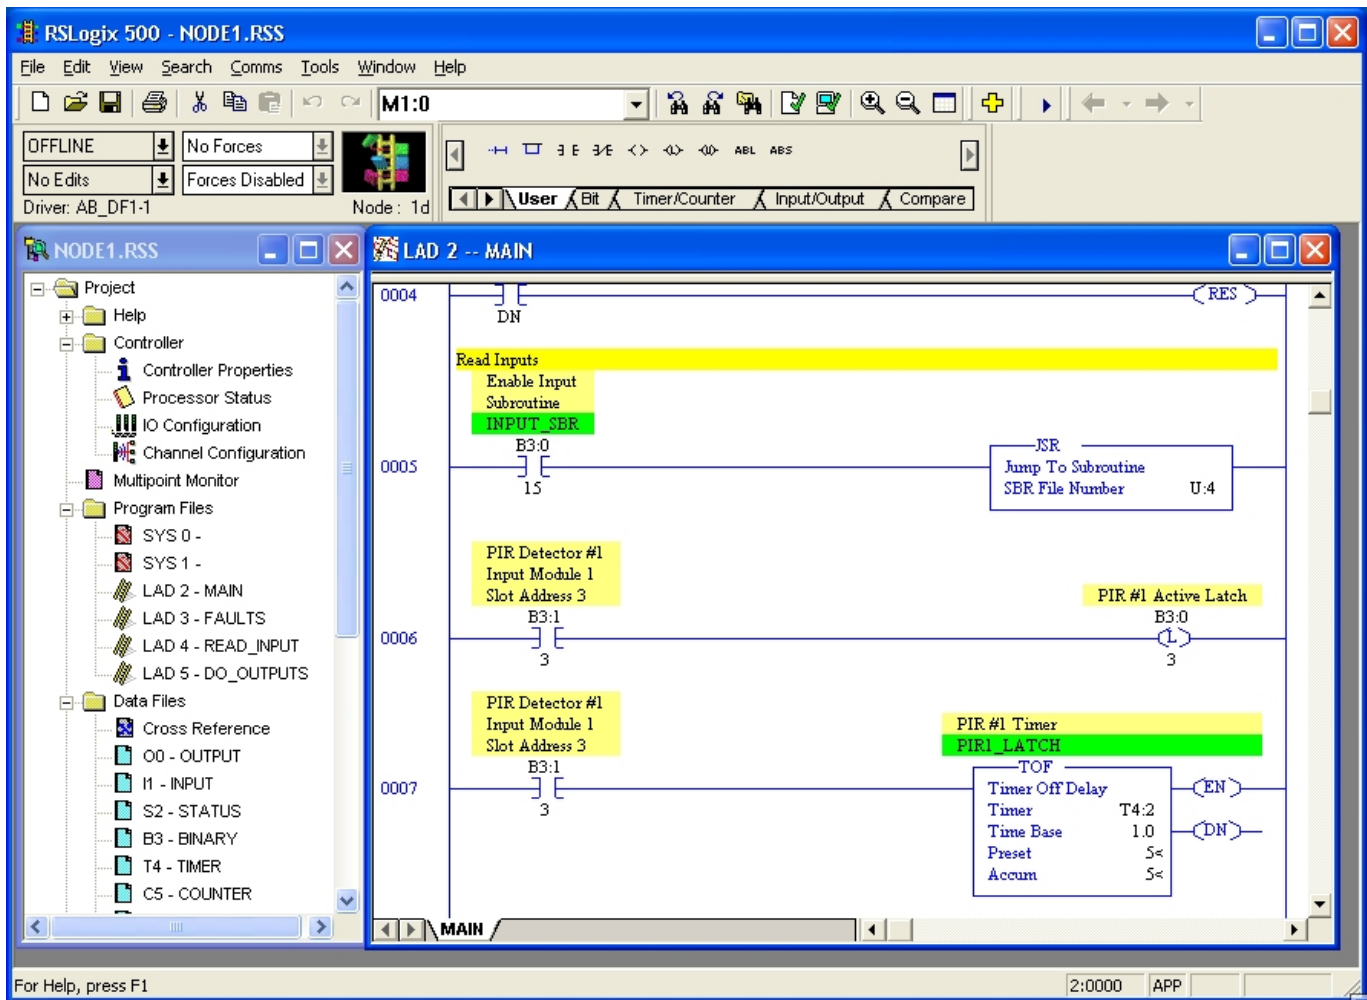 RSLogix 500 - NODE1.RSS
File Edit View Search Comms Tools Window Help
M1:0
OFFLINE No Forces
No Edits Forces Disabled
Driver: AB_DF1-1 Node : 1d
ABL ABS
User Bit Timer/Counter Input/Output Compare
NODE1.RSS
Project
Help
Controller
Controller Properties
Processor Status
IO Configuration
Channel Configuration
Multipoint Monitor
Program Files
SYS 0 -
SYS 1 -
LAD 2 - MAIN
LAD 3 - FAULTS
LAD 4 - READ_INPUT
LAD 5 - DO_OUTPUTS
Data Files
Cross Reference
O0 - OUTPUT
I1 - INPUT
S2 - STATUS
B3 - BINARY
T4 - TIMER
C5 - COUNTER
LAD 2 -- MAIN
0004 RES
DN
Read Inputs
Enable Input
Subroutine
INPUT_SBR
B3:0
JSR
0005
Jump To Subroutine
SBR File Number U:4
15
PIR Detector #1
Input Module 1
Slot Address 3
PIR #1 Active Latch
B3:1 B3:0
0006 L
3 3
PIR Detector #1
Input Module 1
Slot Address 3
PIR #1 Timer
PIR1_LATCH
B3:1 TOF
0007 Timer Off Delay EN
3 Timer T4:2
Time Base 1.0 DN
Preset 5<
Accum 5<
MAIN
For Help, press F1 2:0000 APP